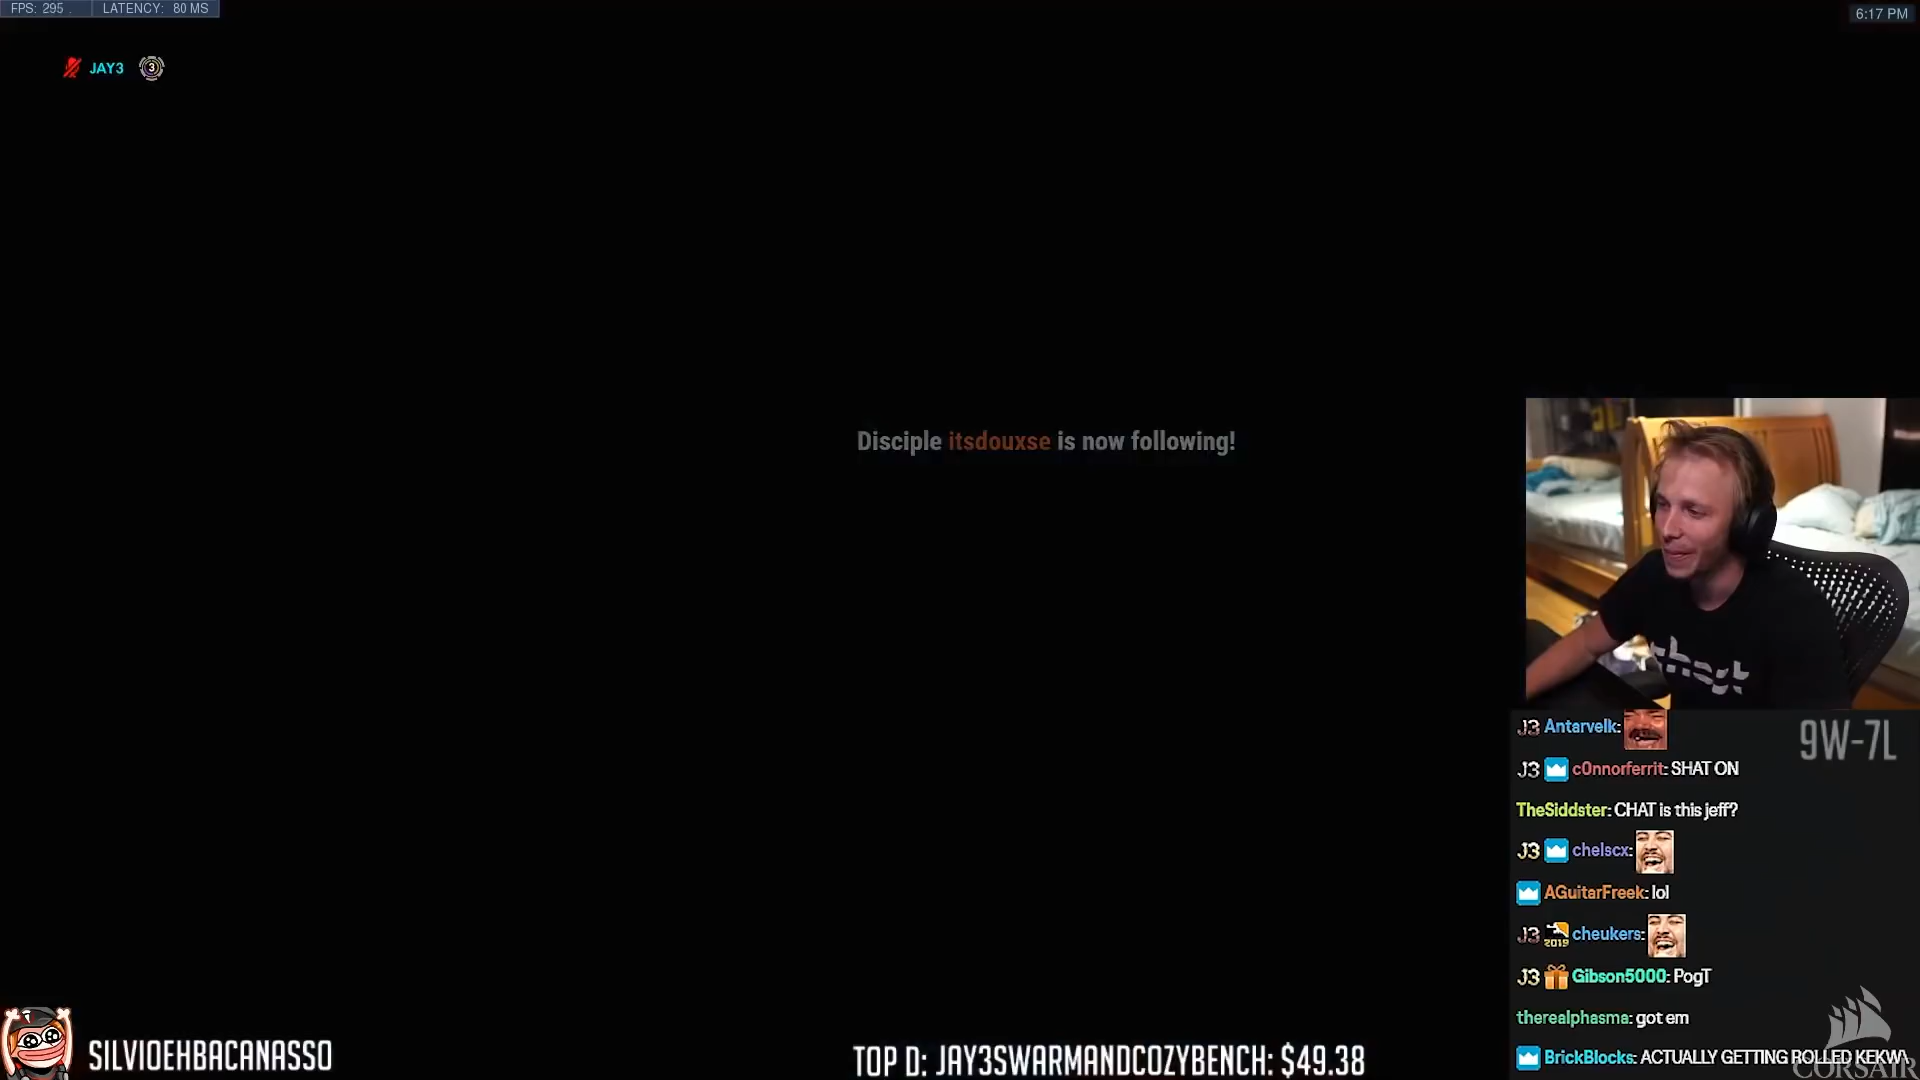 FPS: 295
LATENCY: 80 MS
6:17 PM
JAY3
3
Disciple itsdouxse is now following!
9W-7L
J3 Antarvelk:
J3 c0nnorferrit: SHAT ON
TheSiddster: CHAT is this jeff?
J3 chelscx:
AGuitarFreek: lol
J3 2019 cheukers:
J3 Gibson5000: PogT
therealphasma: got em
BrickBlocks: ACTUALLY GETTING ROLLED KEKW
CORSAIR
SILVIOEHBACANASSO
TOP D: JAY3SWARMANDCOZYBENCH: $49.38